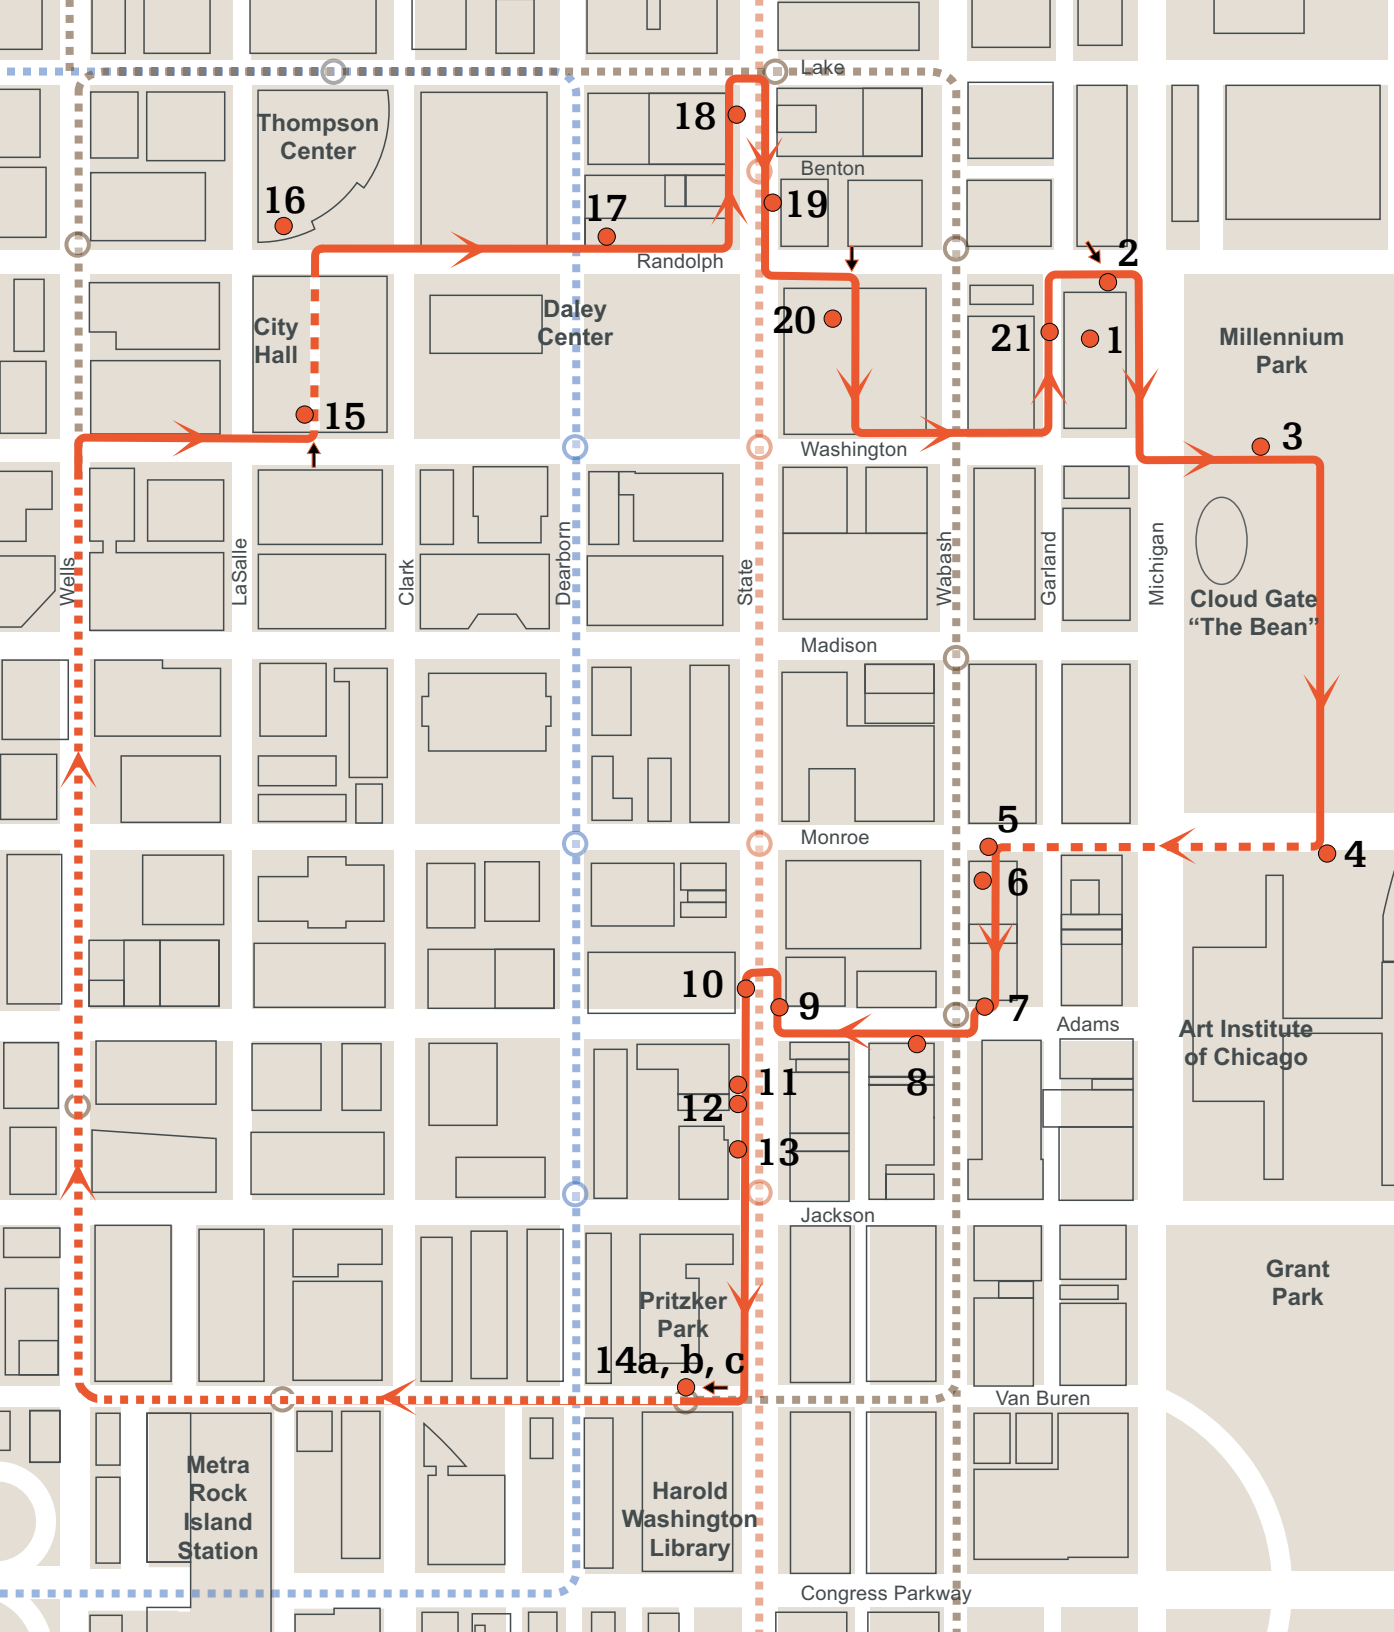 Lake
18
Thompson
Center
Benton
16
17
19
2
Randolph
Daley
Center
City
Hall
20
21
1
Millennium
Park
15
3
Washington
Wells
LaSalle
Clark
Dearborn
State
Wabash
Garland
Michigan
Cloud Gate
“The Bean”
Madison
5
Monroe
4
6
10
9
7
Adams
Art Institute
of Chicago
8
11
12
13
Jackson
Grant
Park
Pritzker
Park
14a, b, c
Van Buren
Metra
Rock
Island
Station
Harold
Washington
Library
Congress Parkway